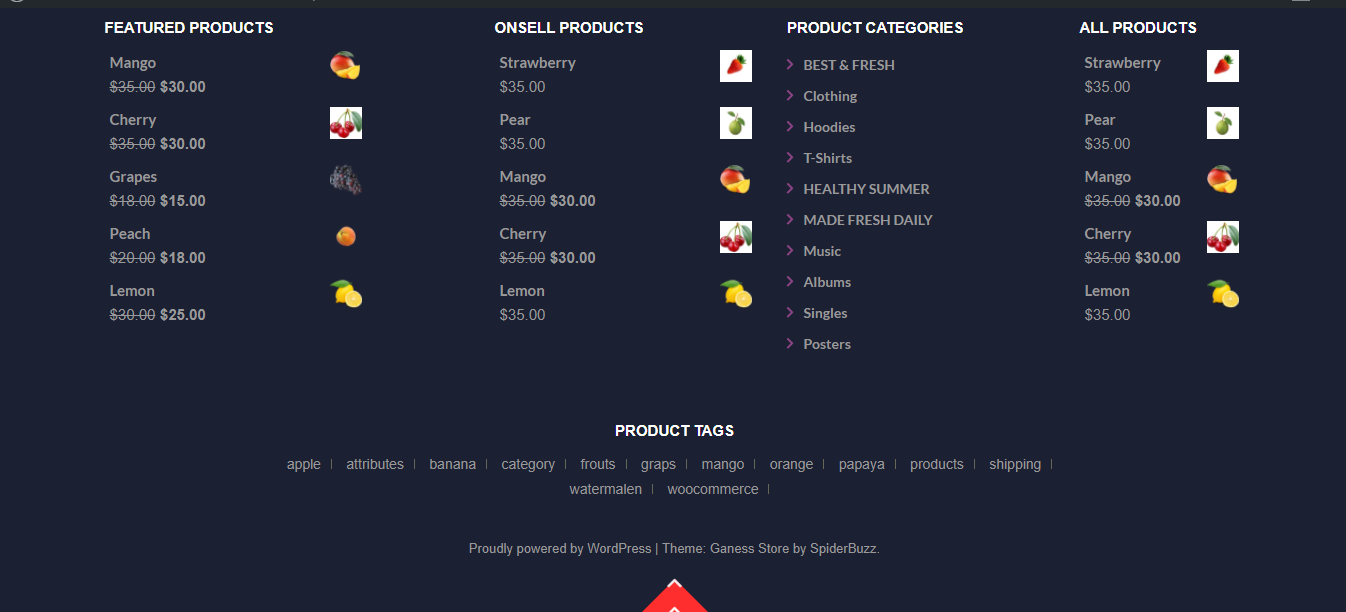 FEATURED PRODUCTS
Mango
$35.00 $30.00
Cherry
$35.00 $30.00
Grapes
$18.00 $15.00
Peach
$20.00 $18.00
Lemon
$30.00 $25.00
ONSELL PRODUCTS
Strawberry
$35.00
Pear
$35.00
Mango
$35.00 $30.00
Cherry
$35.00 $30.00
Lemon
$35.00
PRODUCT CATEGORIES
BEST & FRESH
Clothing
Hoodies
T-Shirts
HEALTHY SUMMER
MADE FRESH DAILY
Music
Albums
Singles
Posters
ALL PRODUCTS
Strawberry
$35.00
Pear
$35.00
Mango
$35.00 $30.00
Cherry
$35.00 $30.00
Lemon
$35.00
PRODUCT TAGS
apple | attributes | banana | category | frouts | graps | mango | orange | papaya | products | shipping |
watermalen | woocommerce |
Proudly powered by WordPress | Theme: Ganess Store by SpiderBuzz.